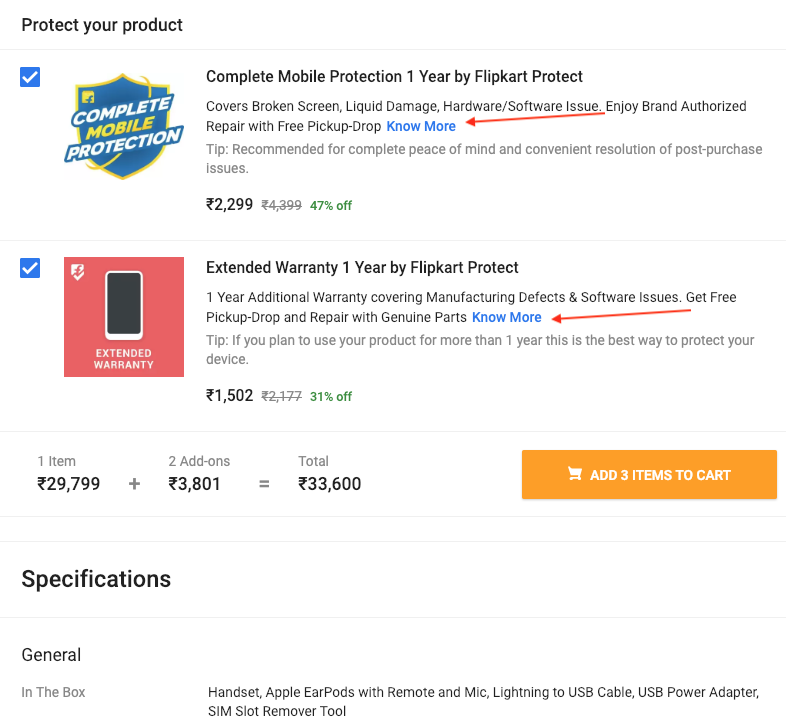 Protect your product
COMPLETE
MOBILE
PROTECTION
Complete Mobile Protection 1 Year by Flipkart Protect
Covers Broken Screen, Liquid Damage, Hardware/Software Issue. Enjoy Brand Authorized
Repair with Free Pickup-Drop Know More
Tip: Recommended for complete peace of mind and convenient resolution of post-purchase
issues.
₹2,299 ₹4,399 47% off
EXTENDED
WARRANTY
Extended Warranty 1 Year by Flipkart Protect
1 Year Additional Warranty covering Manufacturing Defects & Software Issues. Get Free
Pickup-Drop and Repair with Genuine Parts Know More
Tip: If you plan to use your product for more than 1 year this is the best way to protect your
device.
₹1,502 ₹2,177 31% off
1 Item 2 Add-ons Total
₹29,799 + ₹3,801 = ₹33,600
ADD 3 ITEMS TO CART
Specifications
General
In The Box Handset, Apple EarPods with Remote and Mic, Lightning to USB Cable, USB Power Adapter,
SIM Slot Remover Tool